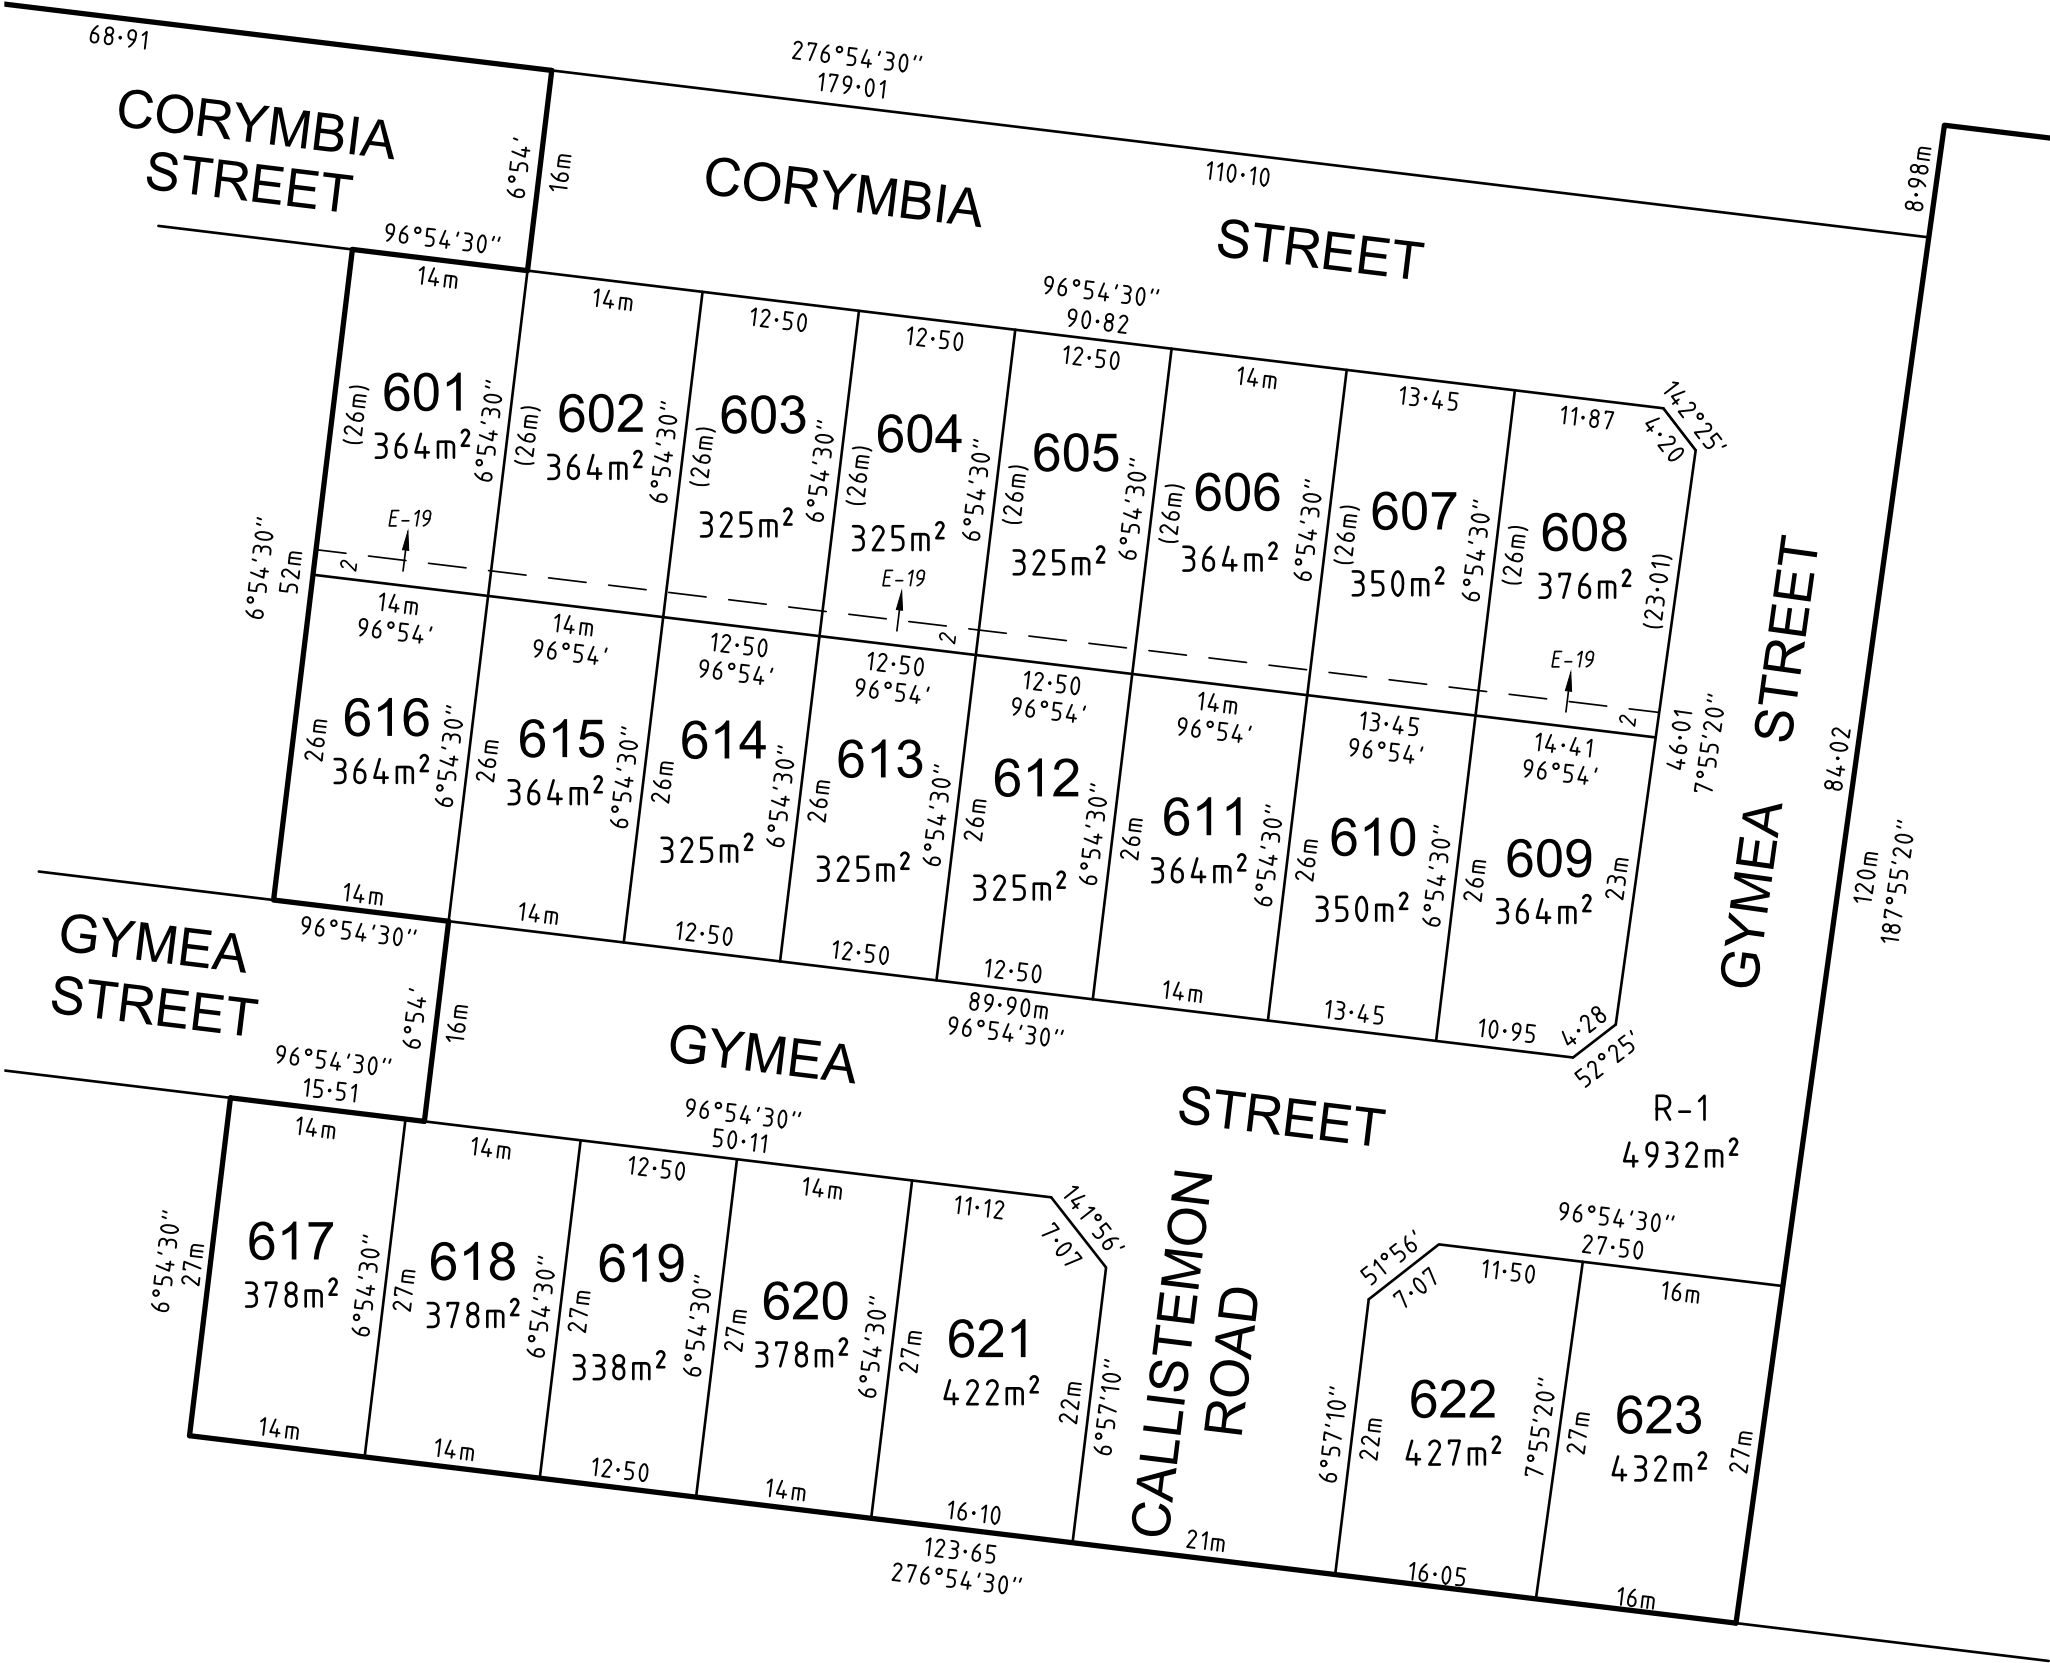 68·91
276°54'30"
179·01
110·10
8·98m
CORYMBIA
STREET
6°54'
16m
CORYMBIA
STREET
96°54'30"
96°54'30"
90·82
14m
14m
12·50
12·50
12·50
14m
13·45
11·87
142°25'
4·20
(26m)
601
364m²
6°54'30"
(26m)
602
364m²
6°54'30"
(26m)
603
325m²
6°54'30"
(26m)
604
325m²
6°54'30"
(26m)
605
325m²
6°54'30"
(26m)
606
364m²
6°54'30"
(26m)
607
350m²
6°54'30"
(26m)
608
376m²
(23·01)
E-19
2
E-19
2
E-19
2
6°54'30"
52m
14m
96°54'
14m
96°54'
12·50
96°54'
12·50
96°54'
12·50
96°54'
14m
96°54'
13·45
96°54'
14·41
96°54'
46·01
7°55'20"
GYMEA STREET
84·02
120m
187°55'20"
26m
616
364m²
6°54'30"
26m
615
364m²
6°54'30"
26m
614
325m²
6°54'30"
26m
613
325m²
6°54'30"
26m
612
325m²
6°54'30"
26m
611
364m²
6°54'30"
26m
610
350m²
6°54'30"
26m
609
364m²
23m
14m
14m
12·50
12·50
12·50
14m
13·45
10·95
4·28
52°25'
96°54'30"
89·90m
96°54'30"
GYMEA
STREET
6°54'
16m
GYMEA
STREET
R-1
4932m²
96°54'30"
15·51
96°54'30"
50·11
96°54'30"
27·50
14m
14m
12·50
14m
11·12
141°56'
7·07
51°56'
7·07
11·50
16m
6°54'30"
27m
617
378m²
6°54'30"
27m
618
378m²
6°54'30"
27m
619
338m²
6°54'30"
27m
620
378m²
6°54'30"
27m
621
422m²
22m
6°57'10"
CALLISTEMON
ROAD
6°57'10"
22m
622
427m²
7°55'20"
27m
623
432m²
27m
14m
14m
12·50
14m
16·10
21m
16·05
16m
123·65
276°54'30"